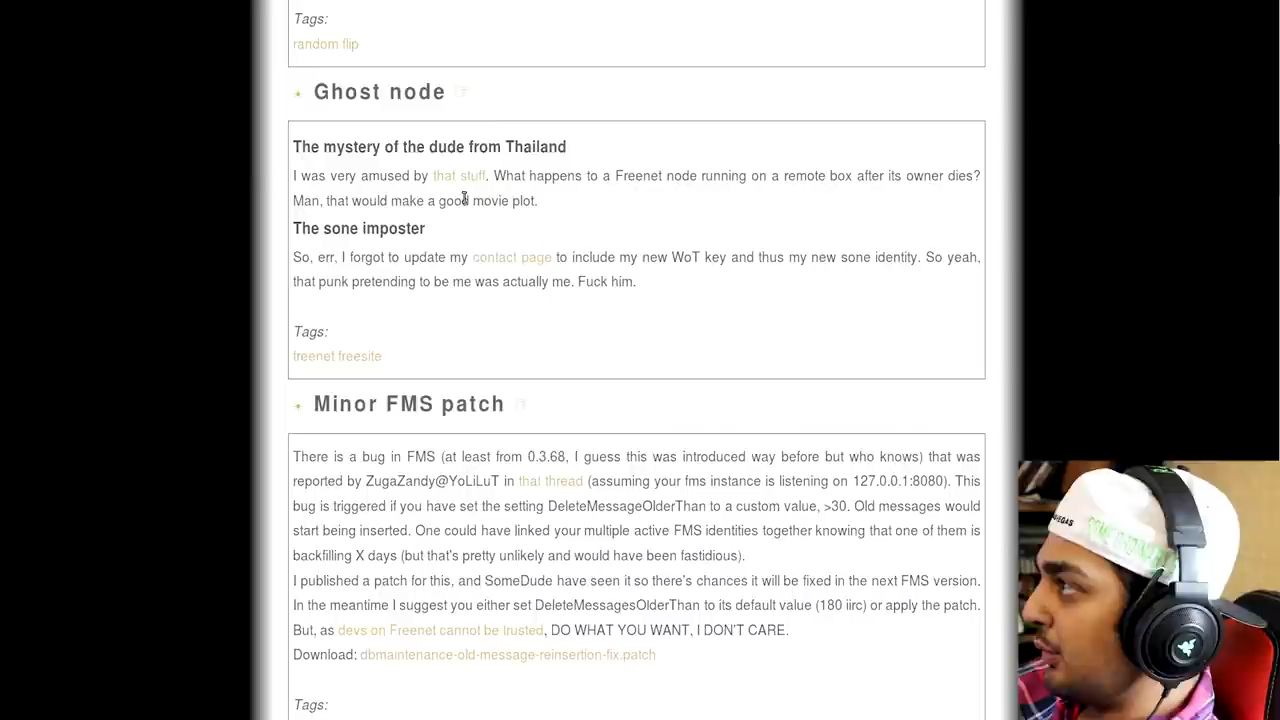 Tags:
random flip
Ghost node
The mystery of the dude from Thailand
I was very amused by that stuff. What happens to a Freenet node running on a remote box after its owner dies?
Man, that would make a good movie plot.
The sone imposter
So, err, I forgot to update my contact page to include my new WoT key and thus my new sone identity. So yeah,
that punk pretending to be me was actually me. Fuck him.
Tags:
freenet freesite
Minor FMS patch
There is a bug in FMS (at least from 0.3.68, I guess this was introduced way before but who knows) that was
reported by ZugaZandy@YoLiLuT in that thread (assuming your fms instance is listening on 127.0.0.1:8080). This
bug is triggered if you have set the setting DeleteMessageOlderThan to a custom value, >30. Old messages would
start being inserted. One could have linked your multiple active FMS identities together knowing that one of them is
backfilling X days (but that's pretty unlikely and would have been fastidious).
I published a patch for this, and SomeDude have seen it so there's chances it will be fixed in the next FMS version.
In the meantime I suggest you either set DeleteMessagesOlderThan to its default value (180 iirc) or apply the patch.
But, as devs on Freenet cannot be trusted, DO WHAT YOU WANT, I DON'T CARE.
Download: dbmaintenance-old-message-reinsertion-fix.patch
Tags: